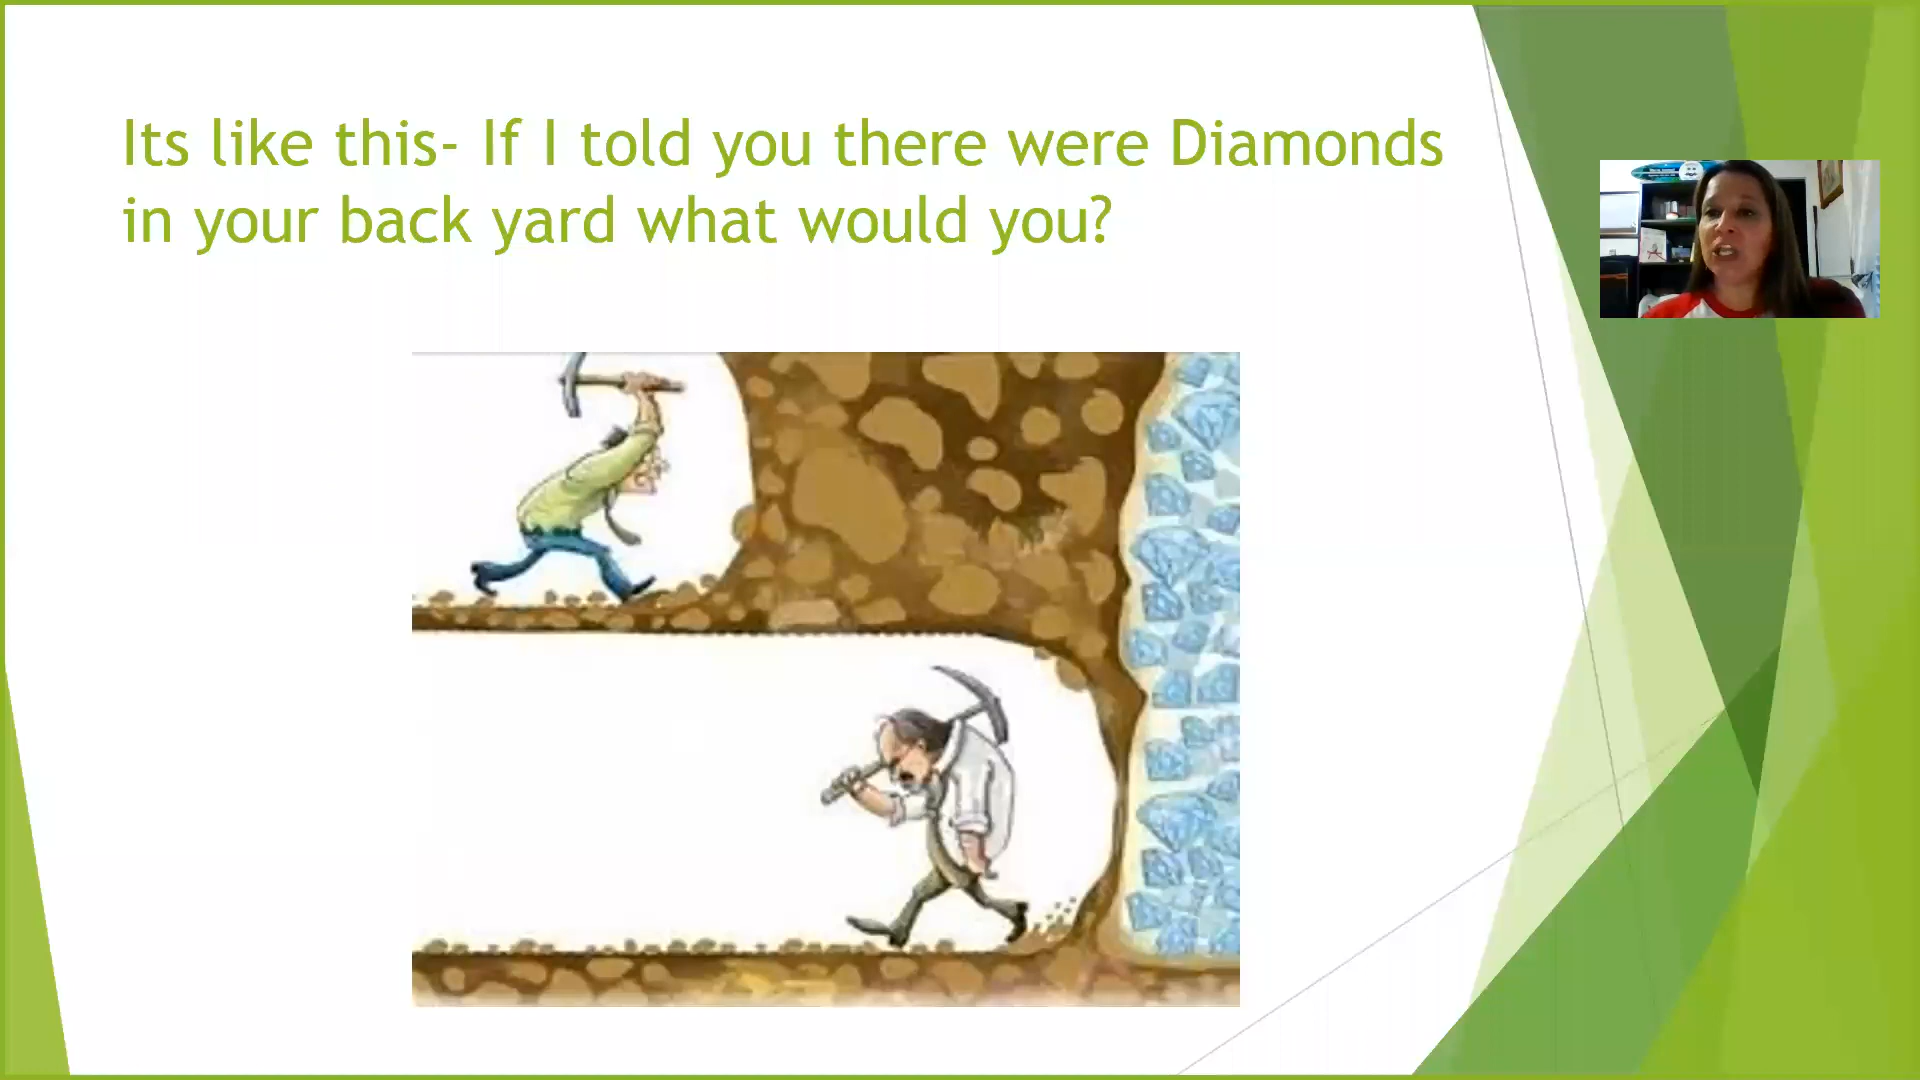 Its like this- If I told you there were Diamonds
in your back yard what would you?